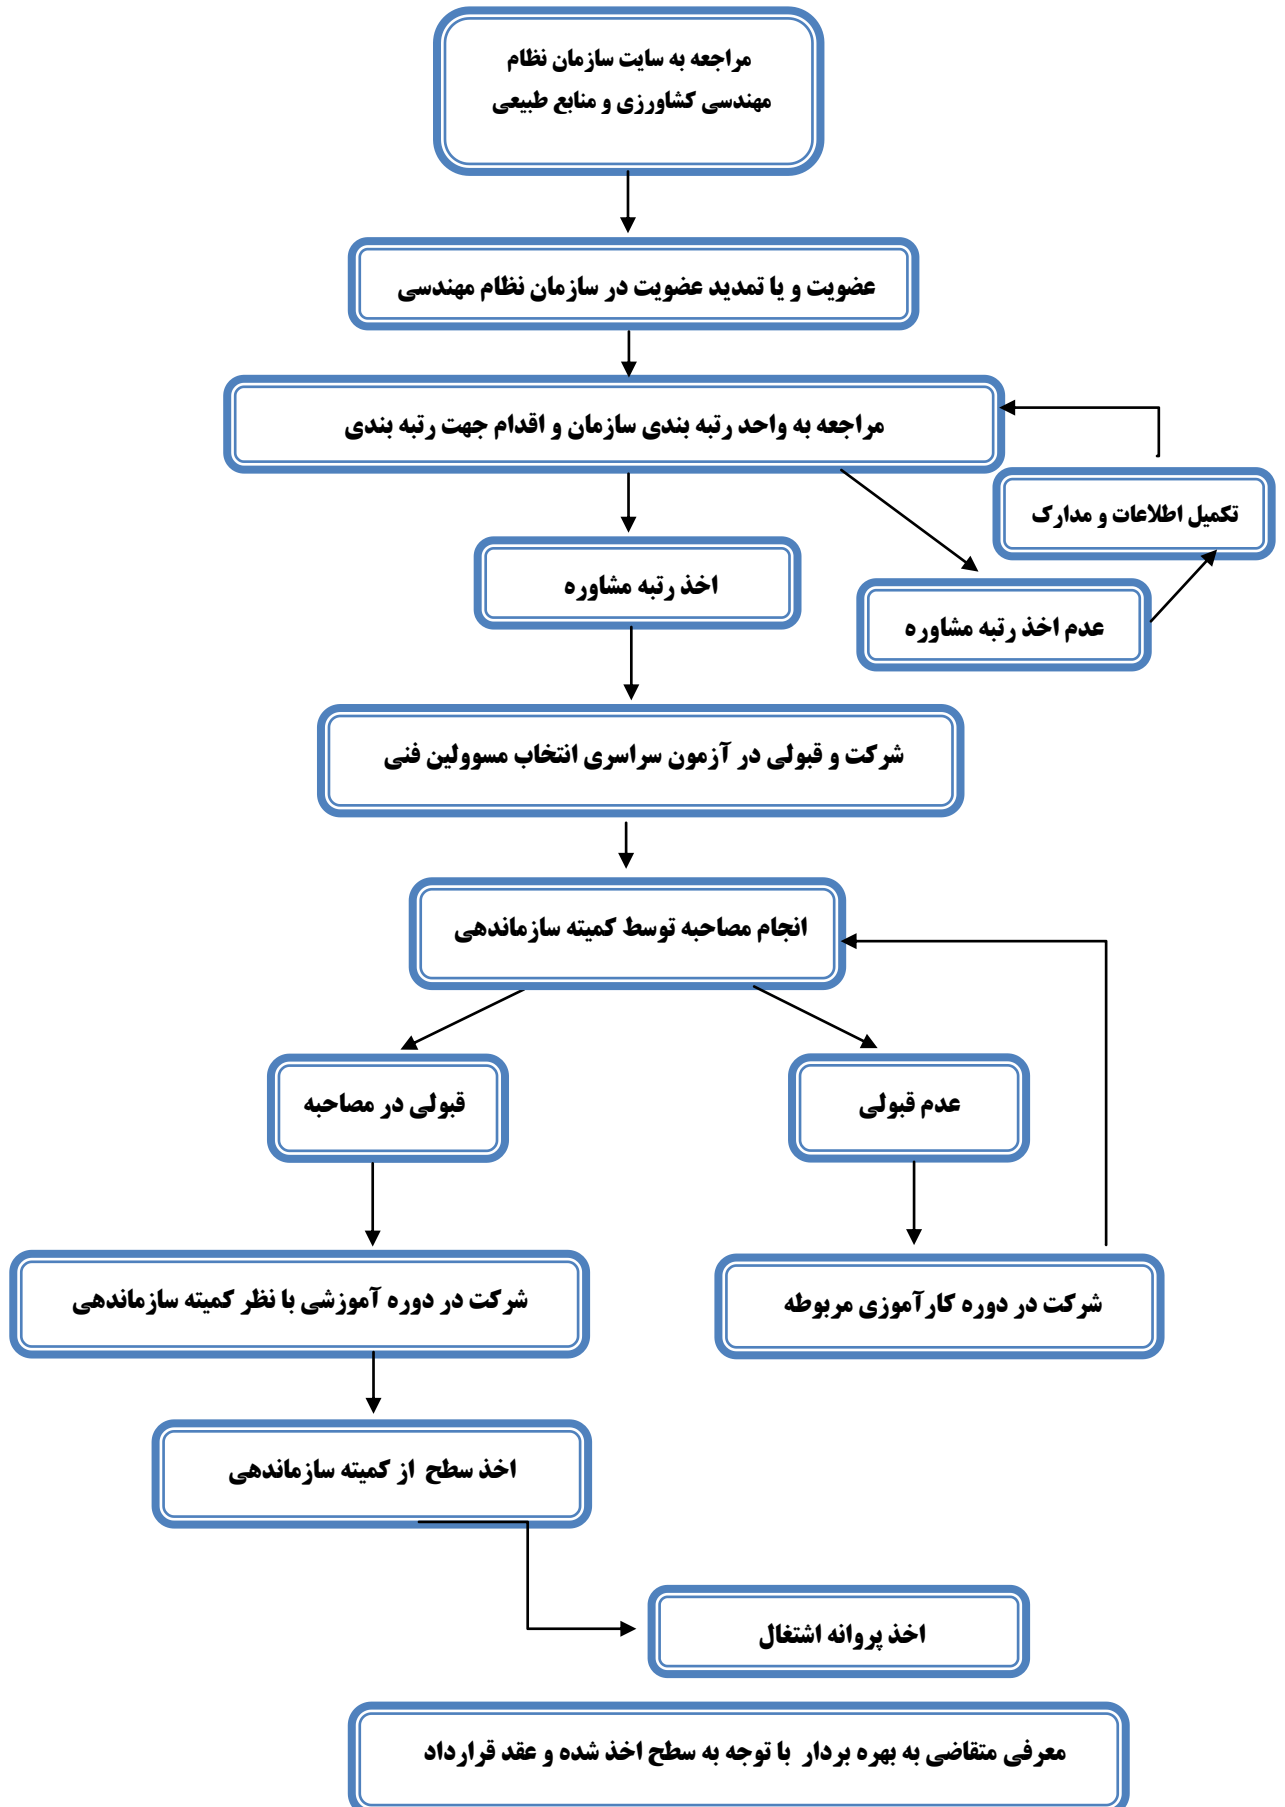 مراجعه به سایت سازمان نظام
مهندسی کشاورزی و منابع طبیعی
عضویت و یا تمدید عضویت در سازمان نظام مهندسی
مراجعه به واحد رتبه بندی سازمان و اقدام جهت رتبه بندی
تکمیل اطلاعات و مدارک
اخذ رتبه مشاوره
عدم اخذ رتبه مشاوره
شرکت و قبولی در آزمون سراسری انتخاب مسوولین فنی
انجام مصاحبه توسط کمیته سازماندهی
قبولی در مصاحبه
عدم قبولی
شرکت در دوره آموزشی با نظر کمیته سازماندهی
شرکت در دوره کارآموزی مربوطه
اخذ سطح از کمیته سازماندهی
اخذ پروانه اشتغال
معرفی متقاضی به بهره بردار با توجه به سطح اخذ شده و عقد قرارداد